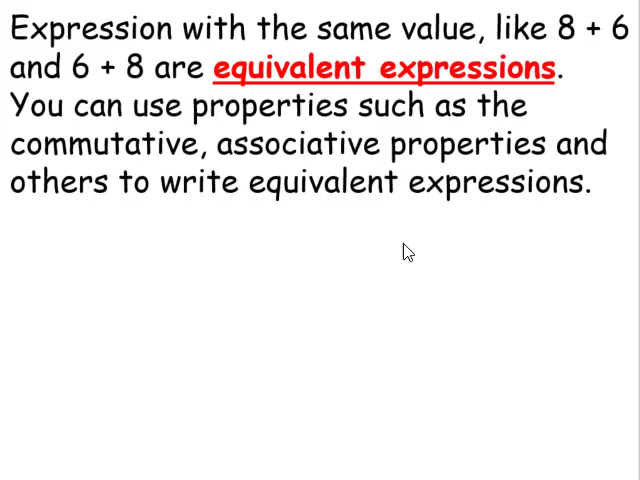 Expression with the same value, like 8 + 6
and 6 + 8 are equivalent expressions.
You can use properties such as the
commutative, associative properties and
others to write equivalent expressions.